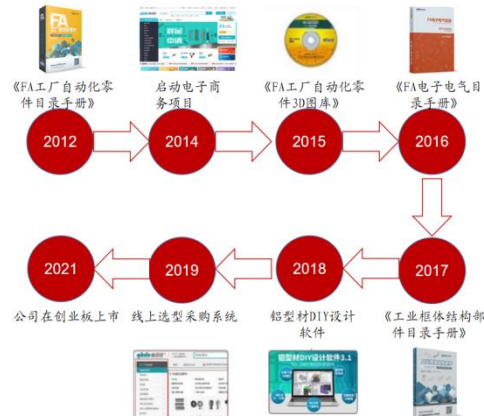 FA
《FA工厂自动化零
件目录手册》
启动电子商
务项目
《FA工厂自动化零
件3D图库》
《FA电子电气目
录手册》
2012
2014
2015
2016
2021
2019
2018
2017
公司在创业板上市
线上选型采购系统
铝型材DIY设计
软件
《工业框体结构部
件目录手册》
铝型材DIY设计软件3.1